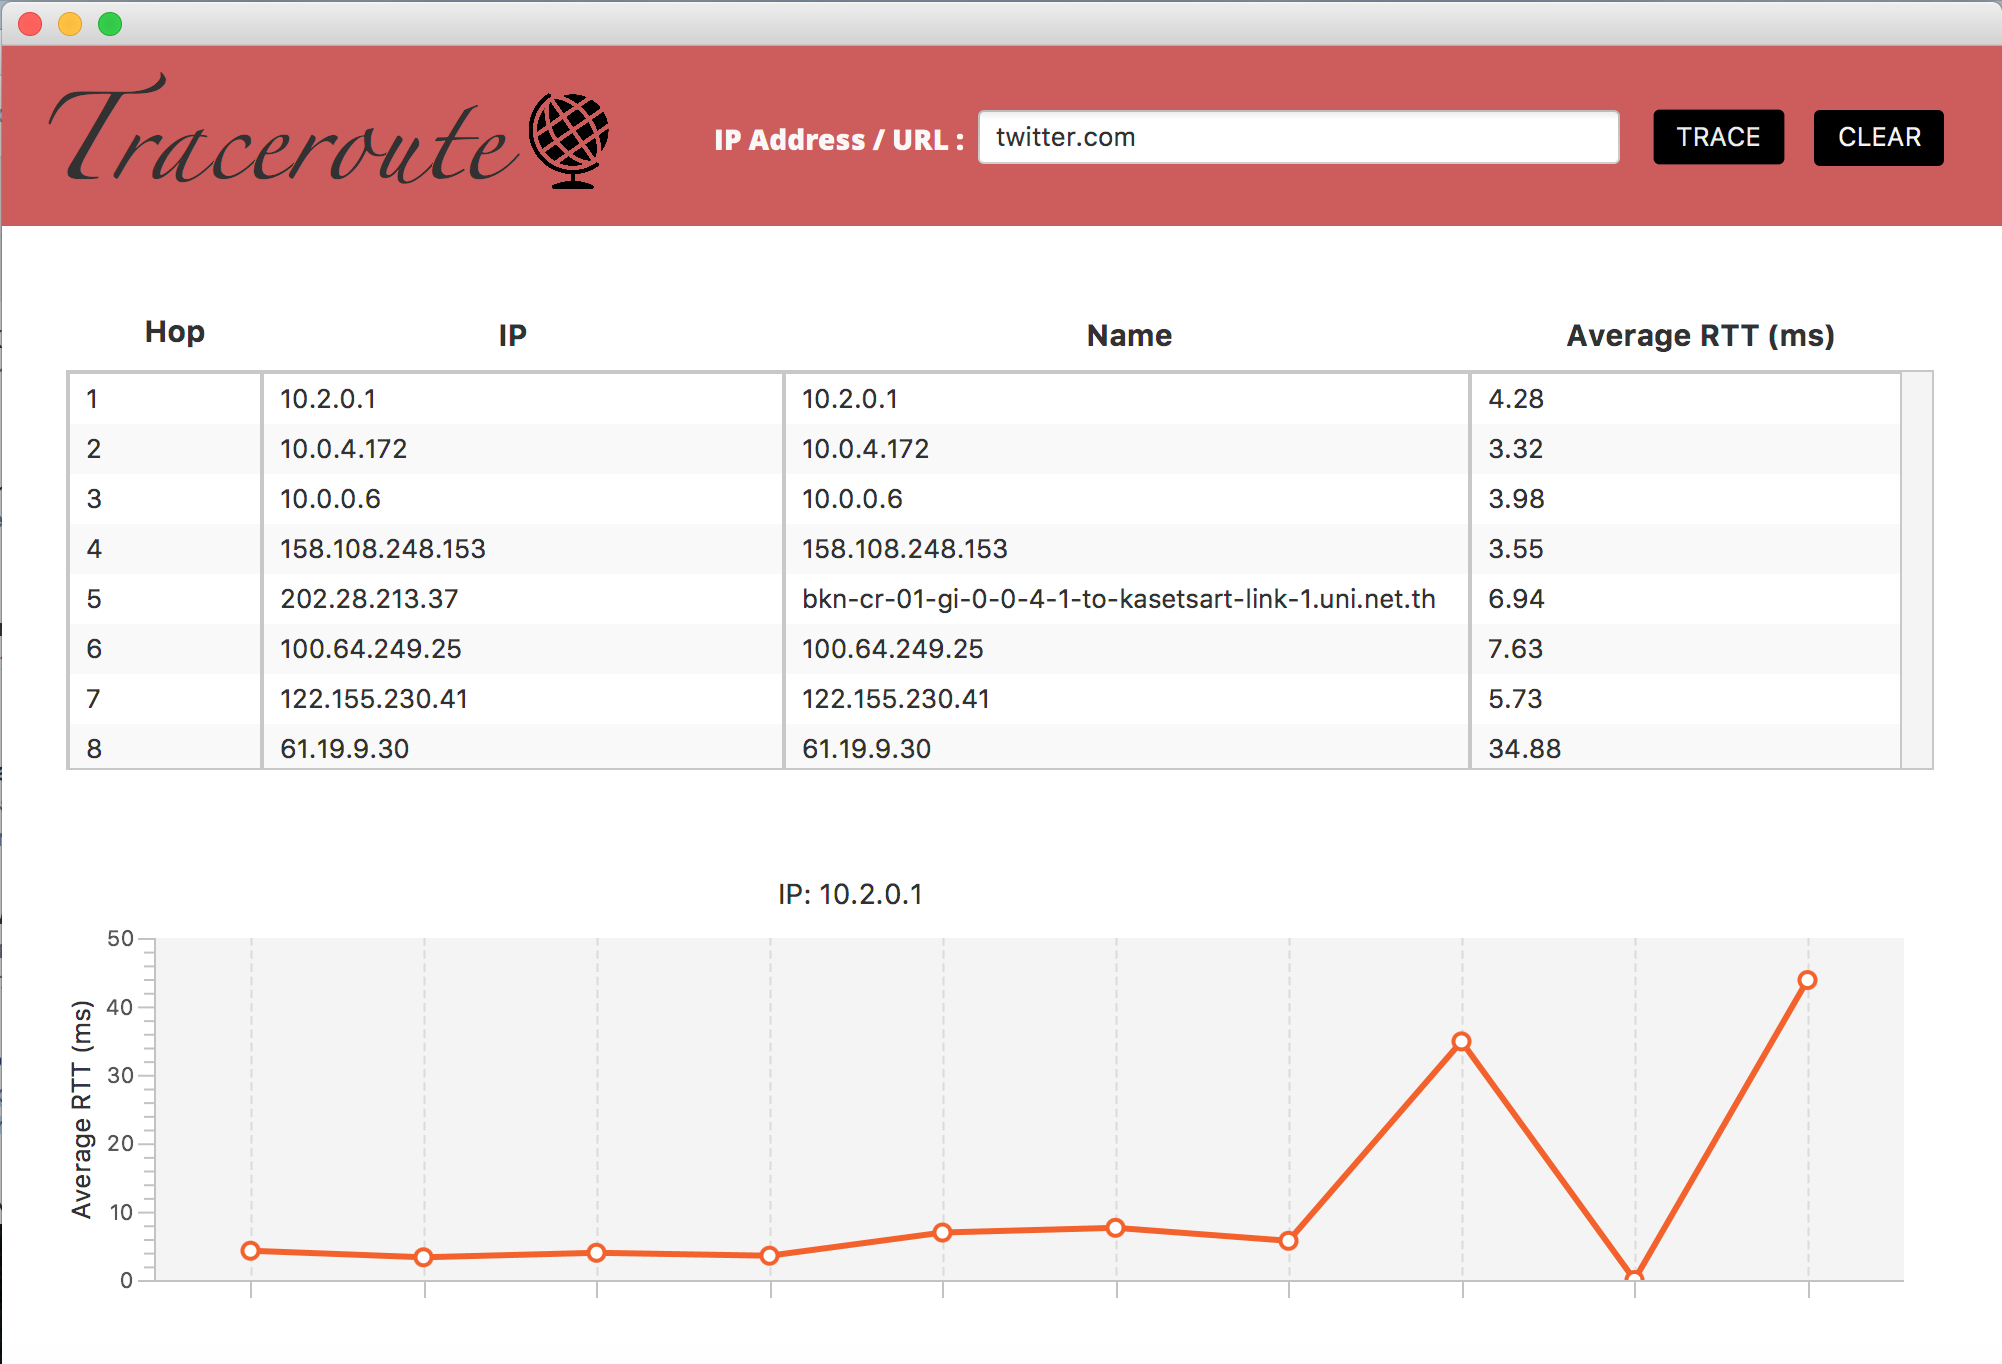 Traceroute
IP Address / URL : twitter.com TRACE CLEAR
Hop IP Name Average RTT (ms)
1 10.2.0.1 10.2.0.1 4.28
2 10.0.4.172 10.0.4.172 3.32
3 10.0.0.6 10.0.0.6 3.98
4 158.108.248.153 158.108.248.153 3.55
5 202.28.213.37 bkn-cr-01-gi-0-0-4-1-to-kasetsart-link-1.uni.net.th 6.94
6 100.64.249.25 100.64.249.25 7.63
7 122.155.230.41 122.155.230.41 5.73
8 61.19.9.30 61.19.9.30 34.88
IP: 10.2.0.1
Average RTT (ms)
50
40
30
20
10
0